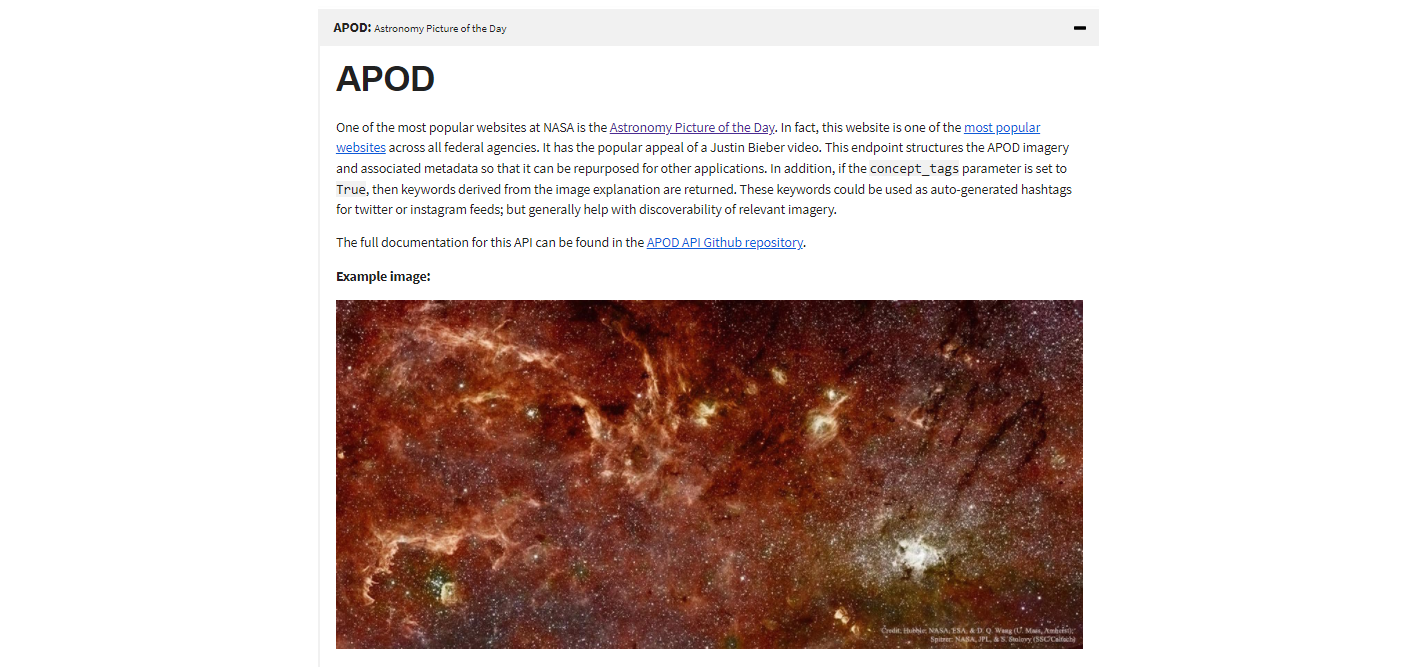 APOD: Astronomy Picture of the Day
APOD
One of the most popular websites at NASA is the Astronomy Picture of the Day. In fact, this website is one of the most popular
websites across all federal agencies. It has the popular appeal of a Justin Bieber video. This endpoint structures the APOD imagery
and associated metadata so that it can be repurposed for other applications. In addition, if the concept_tags parameter is set to
True, then keywords derived from the image explanation are returned. These keywords could be used as auto-generated hashtags
for twitter or instagram feeds; but generally help with discoverability of relevant imagery.
The full documentation for this API can be found in the APOD API Github repository.
Example image:
Credit: Hubble: NASA, ESA, & D. Q. Wang (U. Mass, Amherst);
Spitzer: NASA, JPL, & S. Stolovy (SSC/Caltech)